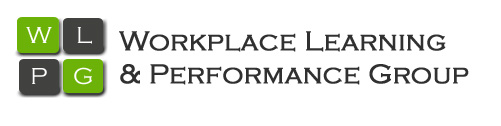 W L
P G
Workplace Learning
& Performance Group